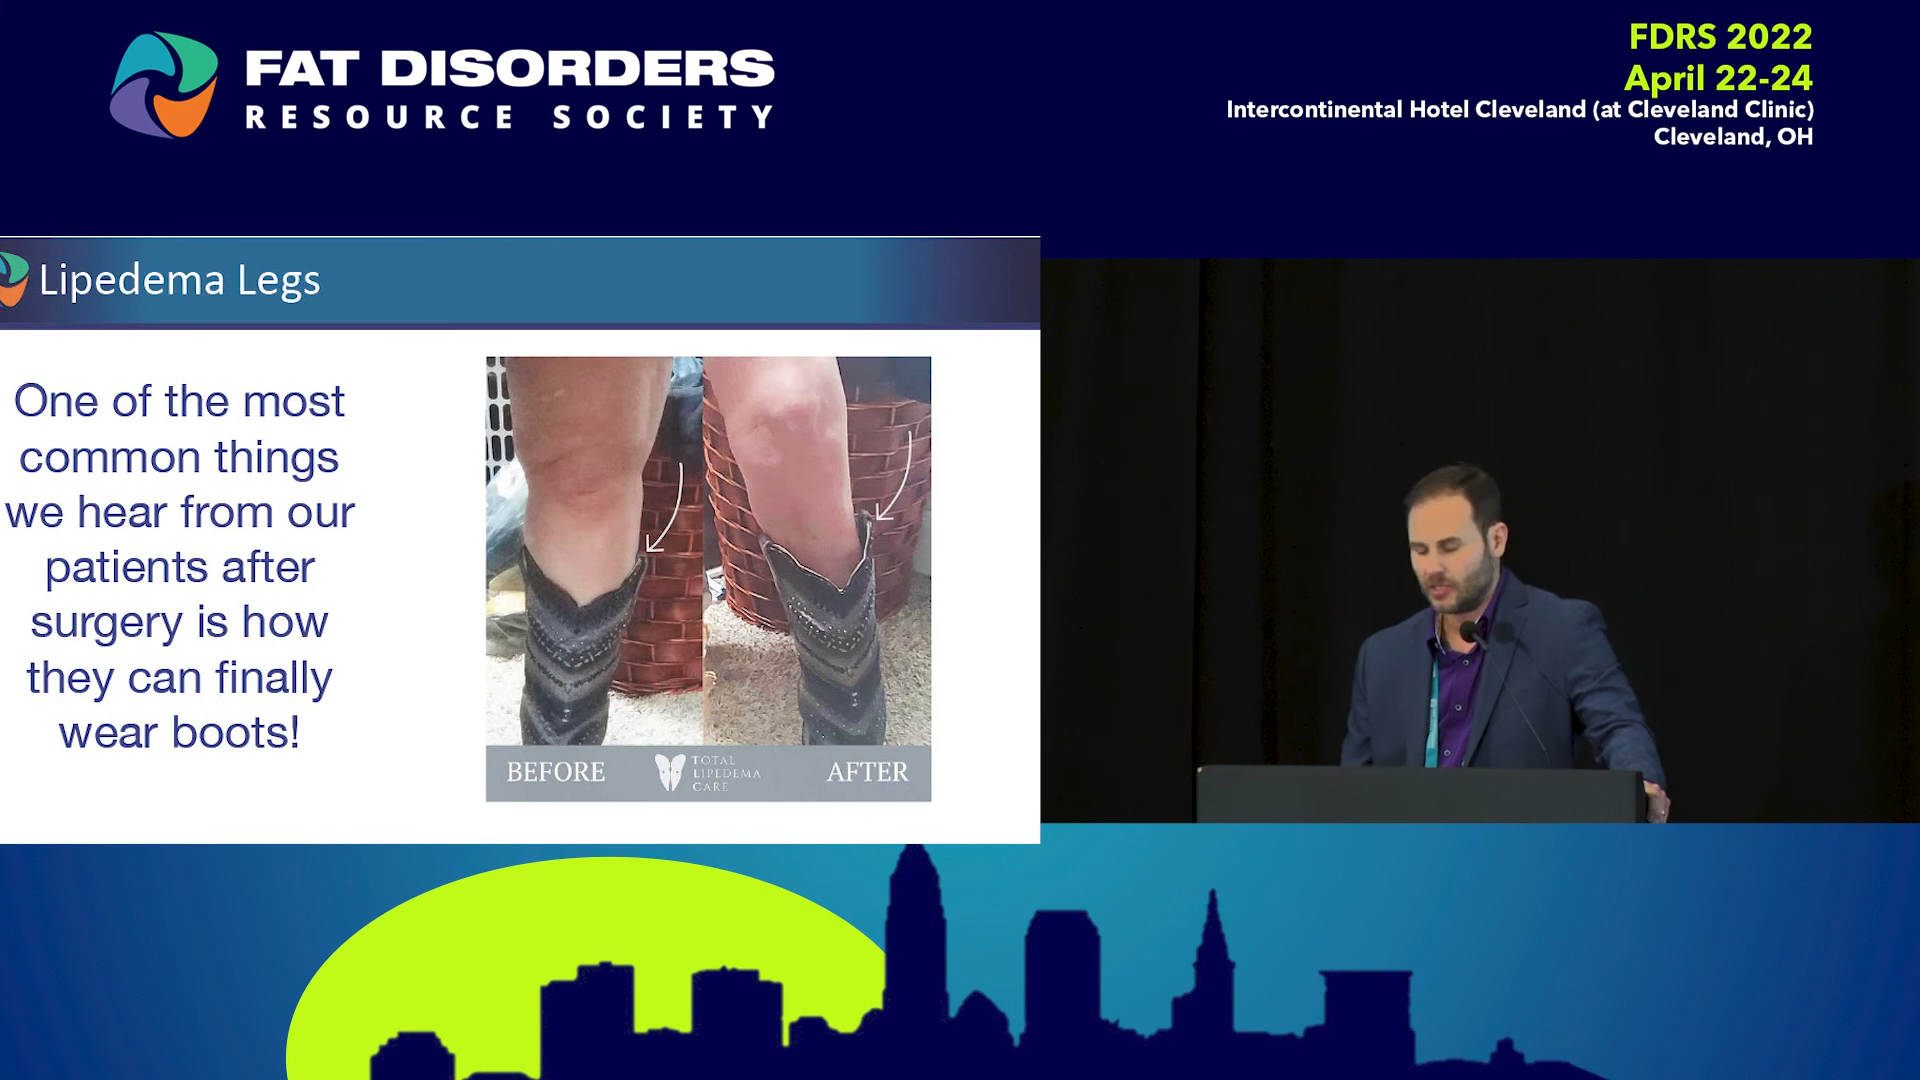 FAT DISORDERS
RESOURCE SOCIETY
FDRS 2022
April 22-24
Intercontinental Hotel Cleveland (at Cleveland Clinic)
Cleveland, OH
Lipedema Legs
One of the most
common things
we hear from our
patients after
surgery is how
they can finally
wear boots!
BEFORE
TOTAL
LIPEDEMA
CARE
AFTER